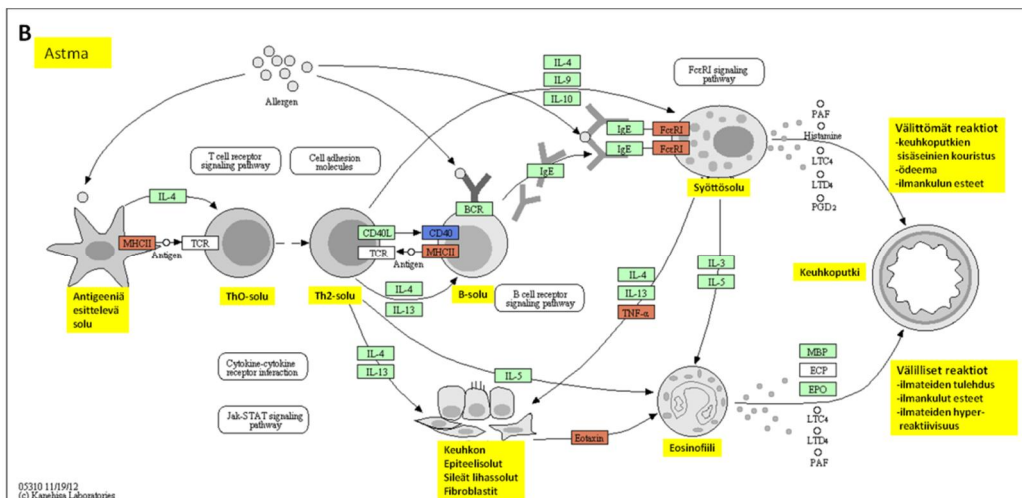 B
Astma
Allergen
T cell receptor
signaling pathway
Cell adhesion
molecules
IL-4
IL-9
IL-10
FcεRI signaling
pathway
IgE
FcεRI
IgE
FcεRI
IgE
Syöttösolu
PAF
Histamine
LTC4
LTD4
PGD2
Välittömät reaktiot
-keuhkoputkien
sisäseinien kouristus
-ödeema
-ilmankulun esteet
IL-4
MHCII
Antigen
TCR
BCR
CD40L
CD40
TCR
Antigen
MHCII
Antigeeniä
esittelevä
solu
ThO-solu
Th2-solu
B-solu
IL-4
IL-13
B cell receptor
signaling pathway
IL-4
IL-13
TNF-α
IL-3
IL-5
Keuhkoputki
Cytokine-cytokine
receptor interaction
Jak-STAT signaling
pathway
IL-4
IL-13
IL-5
Eotaxin
Keuhkon
Epiteelisolut
Sileät lihassolut
Fibroblastit
Eosinofiili
MBP
ECP
EPO
LTC4
LTD4
PAF
Välilliset reaktiot
-ilmateiden tulehdus
-ilmankulut esteet
-ilmateiden hyper-
reaktiivisuus
05310 11/19/12
(c) Kanehisa Laboratories